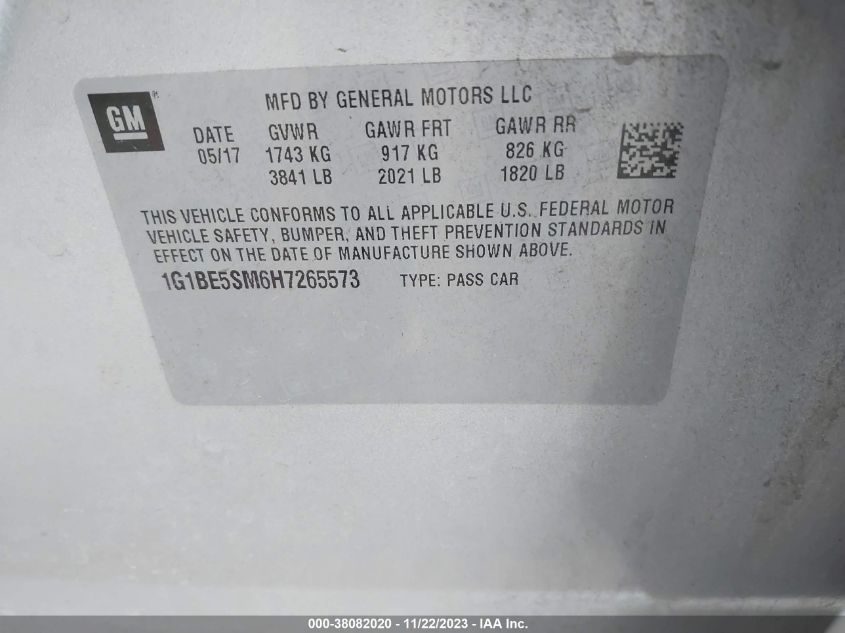 GM
MFD BY GENERAL MOTORS LLC
DATE GVWR GAWR FRT GAWR RR
05/17 1743 KG 917 KG 826 KG
3841 LB 2021 LB 1820 LB
THIS VEHICLE CONFORMS TO ALL APPLICABLE U.S. FEDERAL MOTOR
VEHICLE SAFETY, BUMPER, AND THEFT PREVENTION STANDARDS IN
EFFECT ON THE DATE OF MANUFACTURE SHOWN ABOVE.
1G1BE5SM6H7265573 TYPE: PASS CAR
000-38082020 - 11/22/2023 - © IAA, Inc.